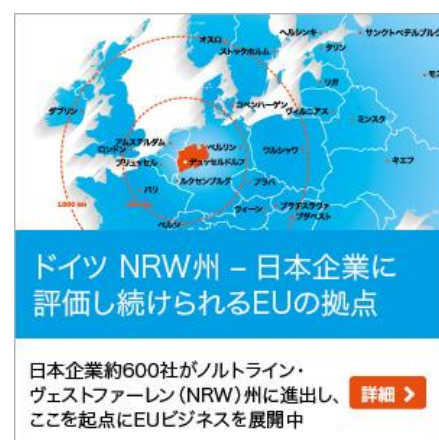 オスロ
ヘルシンキ
サンクトペテルブルク
ストックホルム
タリン
リガ
ダブリン
コペンハーゲン
ヴィルニアス
ミンスク
アムステルダム
ベルリン
ロンドン
デュッセルドルフ
ワルシャワ
ブリュッセル
キエフ
ルクセンブルグ
プラハ
パリ
1,000 km
ウィーン
ブラチスラヴァ
ブダペスト
ベルン
ドイツ NRW州 – 日本企業に
評価し続けられるEUの拠点
日本企業約600社がノルトライン・
ヴェストファーレン(NRW)州に進出し、
ここを起点にEUビジネスを展開中
詳細